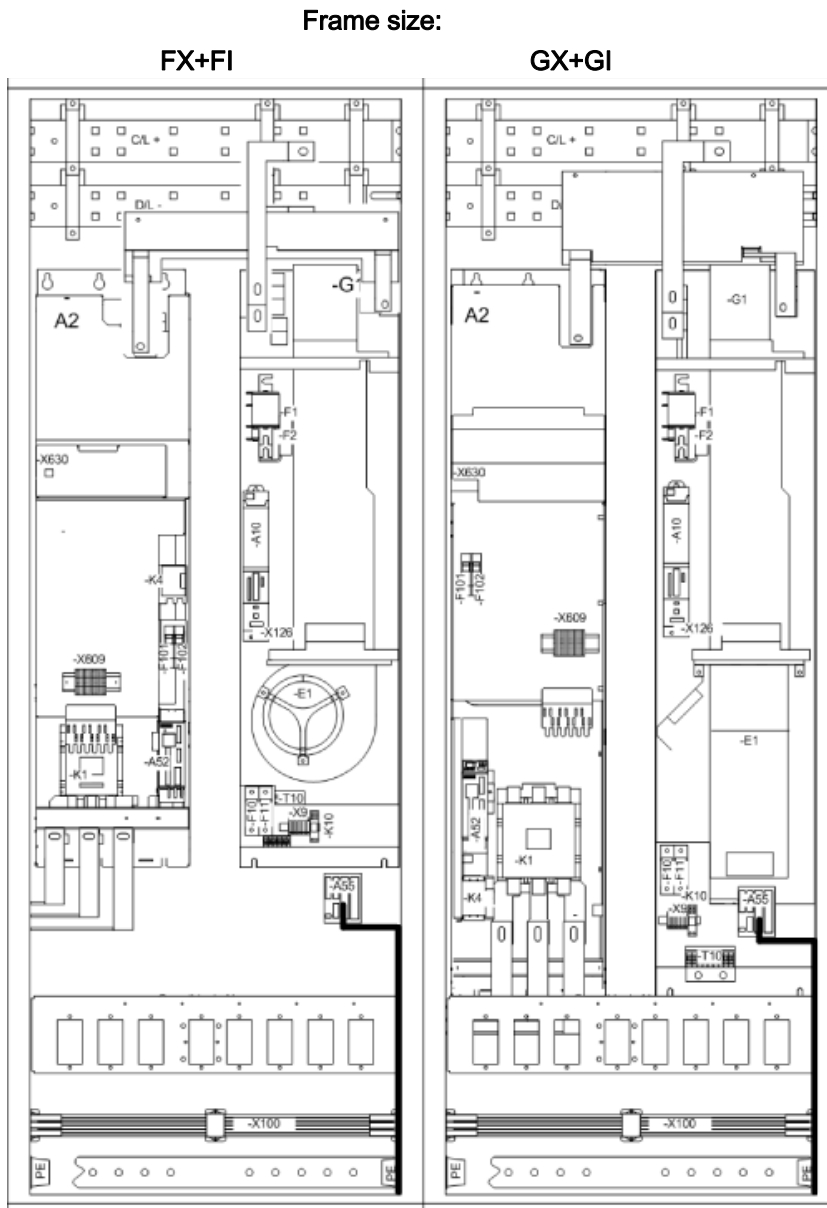 Frame size:
FX+FI
GX+GI
C/L +
D/L -
A2
-G
-F1
-F2
-X630
-A10
-K4
-X126
-F101
-F102
-X609
-E1
-A52
-K1
-F10
-F11
-T10
-X9
-K10
-A55
-X100
PE
PE
C/L +
D/
A2
-G1
-F1
-F2
-X630
-A10
-F101
-F102
-X609
-X126
-E1
-A52
-K1
-F10
-F11
-K4
-K10
-X9
-A55
-T10
-X100
PE
PE